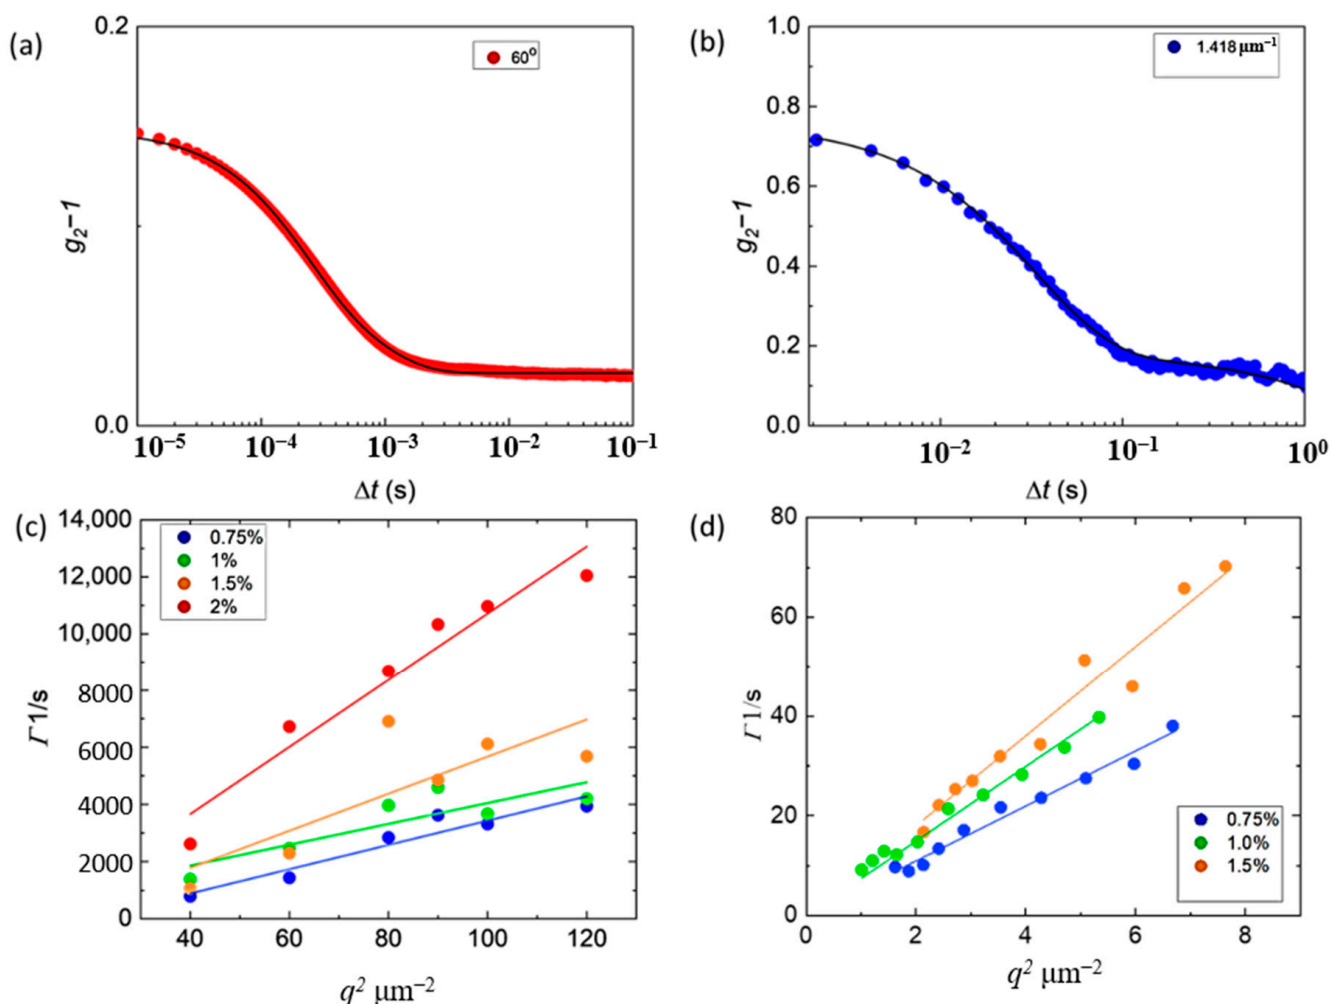 (a)
0.2
60°
g₂−1
0.0
10⁻⁵ 10⁻⁴ 10⁻³ 10⁻² 10⁻¹
Δt (s)
(b)
1.0
1.418 µm⁻¹
0.8
0.6
g₂−1
0.4
0.2
0.0
10⁻² 10⁻¹ 10⁰
Δt (s)
(c)
14,000
0.75%
1%
1.5%
2%
12,000
10,000
8000
Γ1/s
6000
4000
2000
0
40 60 80 100 120
q² µm⁻²
(d)
80
60
Γ1/s
40
20
0.75%
1.0%
1.5%
0
0 2 4 6 8
q² µm⁻²